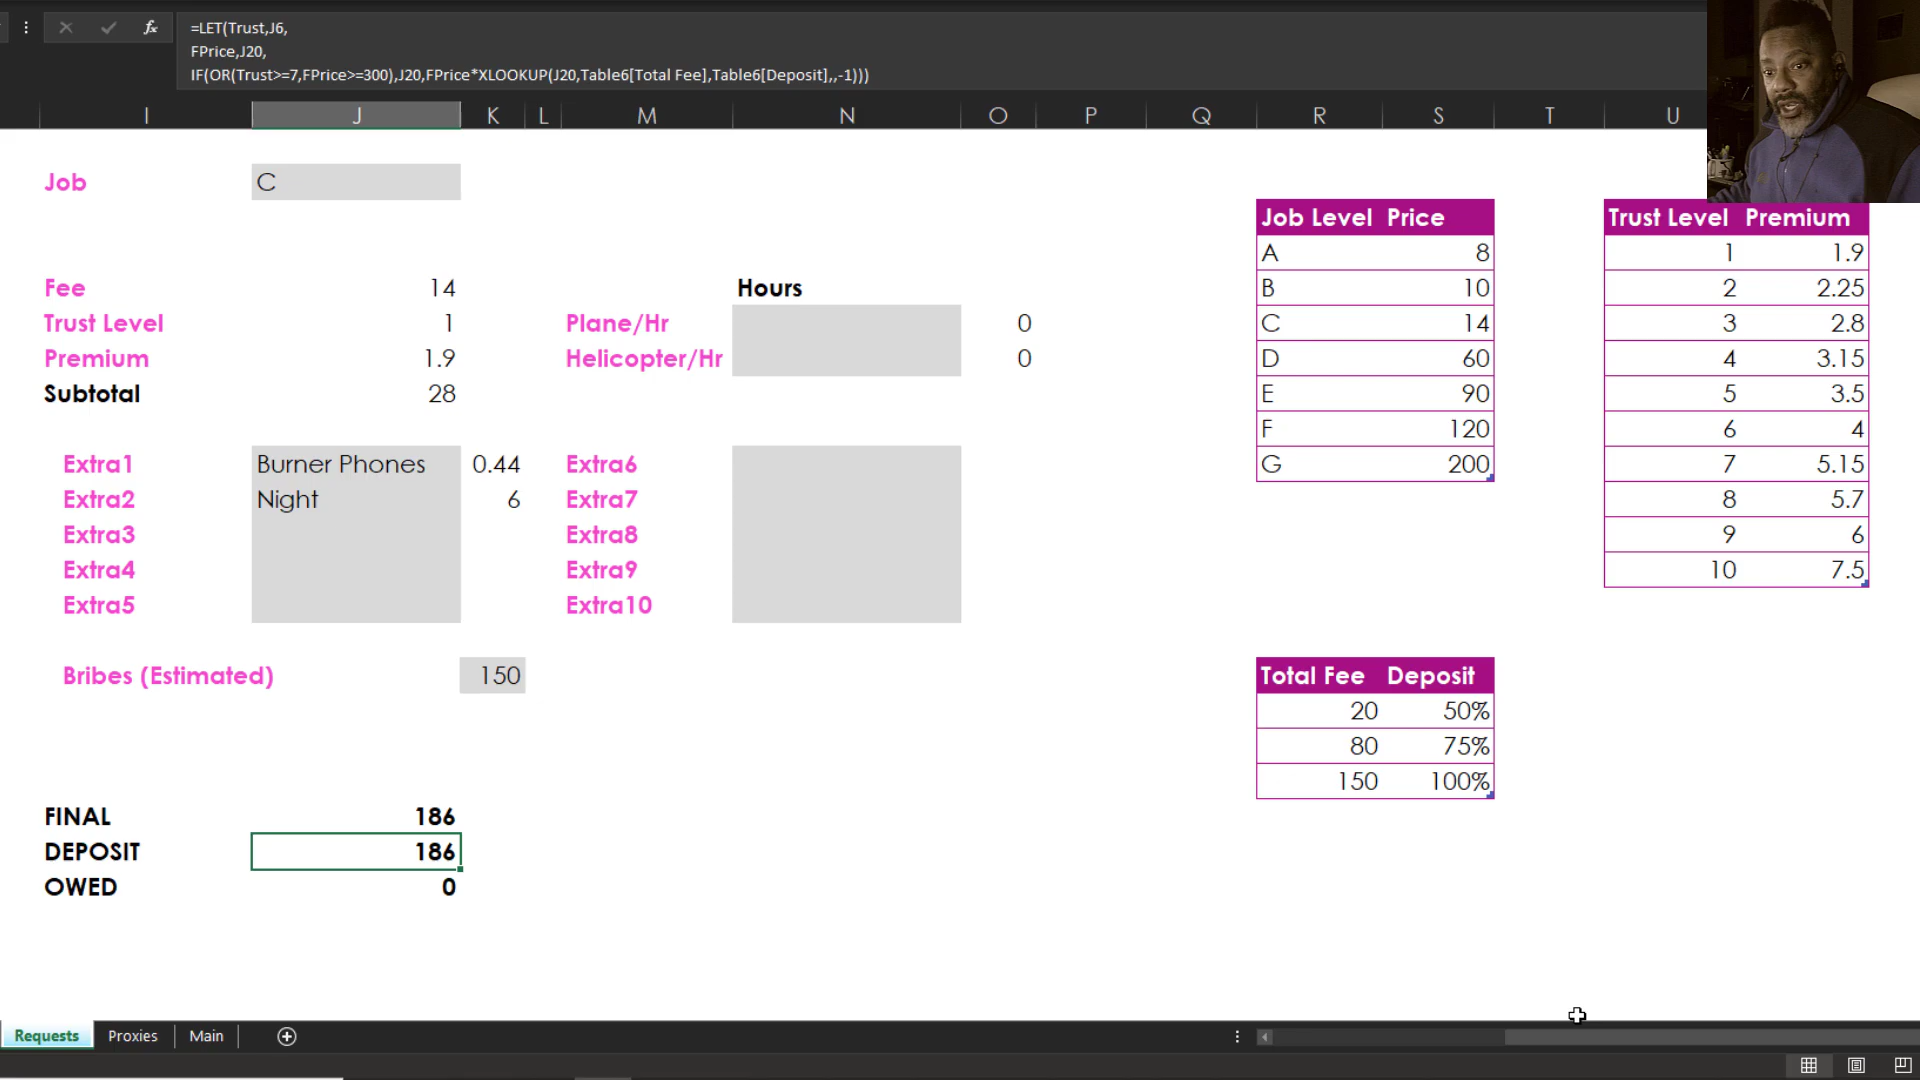 =LET(Trust,J6,
FPrice,J20,
IF(OR(Trust>=7,FPrice>=300),J20,FPrice*XLOOKUP(J20,Table6[Total Fee],Table6[Deposit],,-1)))
I J K L M N O P Q R S T U
Job C
Job Level Price Trust Level Premium
A 8 1 1.9
Fee 14 Hours B 10 2 2.25
Trust Level 1 Plane/Hr 0 C 14 3 2.8
Premium 1.9 Helicopter/Hr 0 D 60 4 3.15
Subtotal 28 E 90 5 3.5
F 120 6 4
Extra1 Burner Phones 0.44 Extra6 G 200 7 5.15
Extra2 Night 6 Extra7 8 5.7
Extra3 Extra8 9 6
Extra4 Extra9 10 7.5
Extra5 Extra10
Bribes (Estimated) 150 Total Fee Deposit
20 50%
80 75%
150 100%
FINAL 186
DEPOSIT 186
OWED 0
Requests Proxies Main